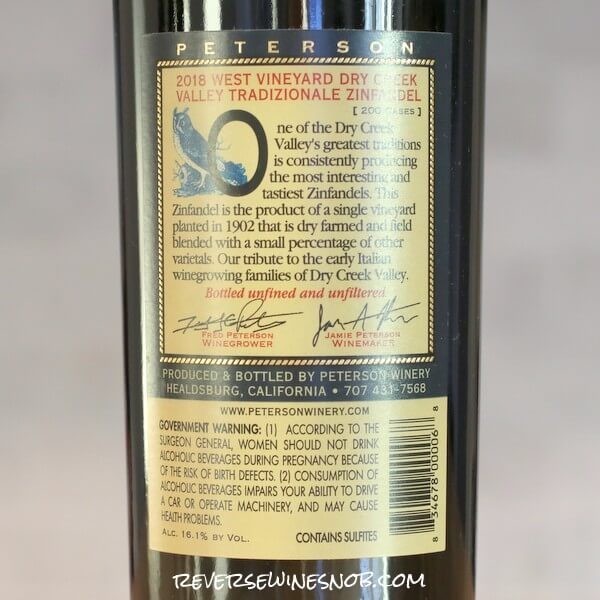 PETERSON
2018 WEST VINEYARD DRY CREEK
VALLEY TRADIZIONALE ZINFANDEL
[ 200 CASES ]
One of the Dry Creek
Valley's greatest traditions
is consistently producing
the most interesting and
tastiest Zinfandels. This
Zinfandel is the product of a single vineyard
planted in 1902 that is dry farmed and field
blended with a small percentage of other
varietals. Our tribute to the early Italian
winegrowing families of Dry Creek Valley.
Bottled unfined and unfiltered
FRED PETERSON JAMIE PETERSON
WINEGROWER WINEMAKER
PRODUCED & BOTTLED BY PETERSON WINERY
HEALDSBURG, CALIFORNIA • 707 431-7568
WWW.PETERSONWINERY.COM
GOVERNMENT WARNING: (1) ACCORDING TO THE
SURGEON GENERAL, WOMEN SHOULD NOT DRINK
ALCOHOLIC BEVERAGES DURING PREGNANCY BECAUSE
OF THE RISK OF BIRTH DEFECTS. (2) CONSUMPTION OF
ALCOHOLIC BEVERAGES IMPAIRS YOUR ABILITY TO DRIVE
A CAR OR OPERATE MACHINERY, AND MAY CAUSE
HEALTH PROBLEMS.
ALC. 16.1% BY VOL. CONTAINS SULFITES
8 34678 00006 8
REVERSEWINESNOB.COM